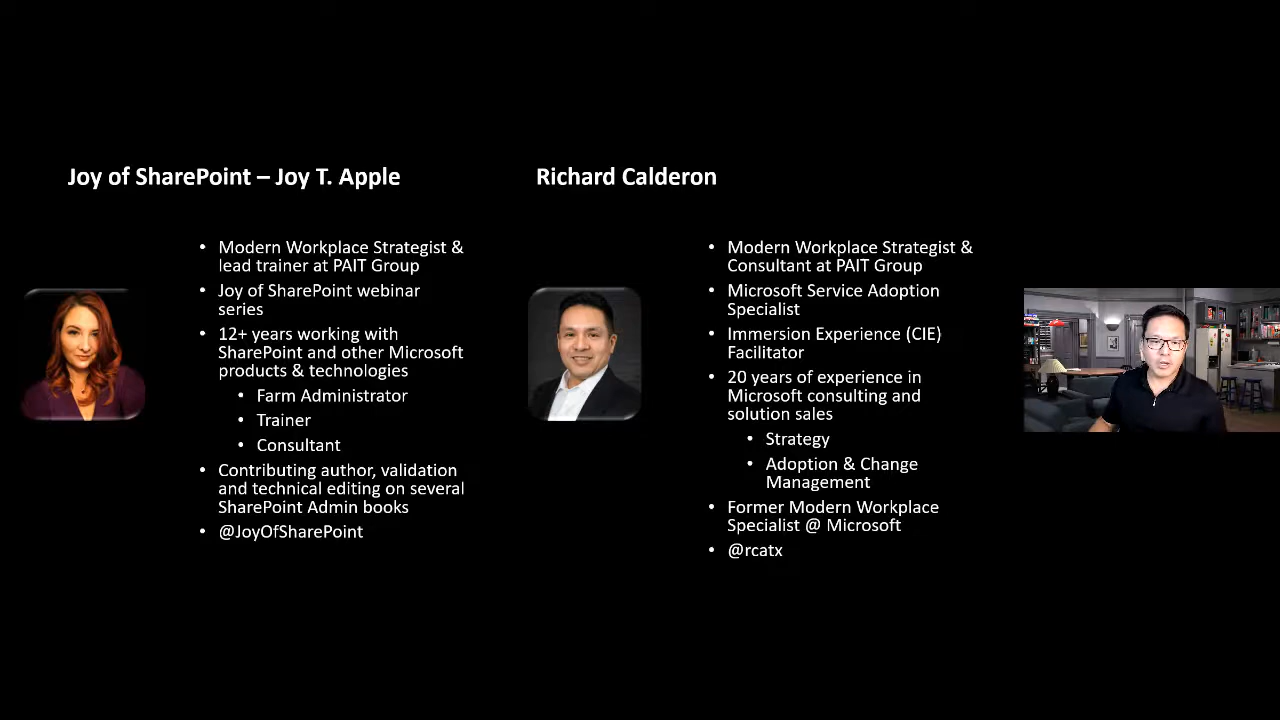 Joy of SharePoint – Joy T. Apple
• Modern Workplace Strategist &
lead trainer at PAIT Group
• Joy of SharePoint webinar
series
• 12+ years working with
SharePoint and other Microsoft
products & technologies
• Farm Administrator
• Trainer
• Consultant
• Contributing author, validation
and technical editing on several
SharePoint Admin books
• @JoyOfSharePoint
Richard Calderon
• Modern Workplace Strategist &
Consultant at PAIT Group
• Microsoft Service Adoption
Specialist
• Immersion Experience (CIE)
Facilitator
• 20 years of experience in
Microsoft consulting and
solution sales
• Strategy
• Adoption & Change
Management
• Former Modern Workplace
Specialist @ Microsoft
• @rcatx